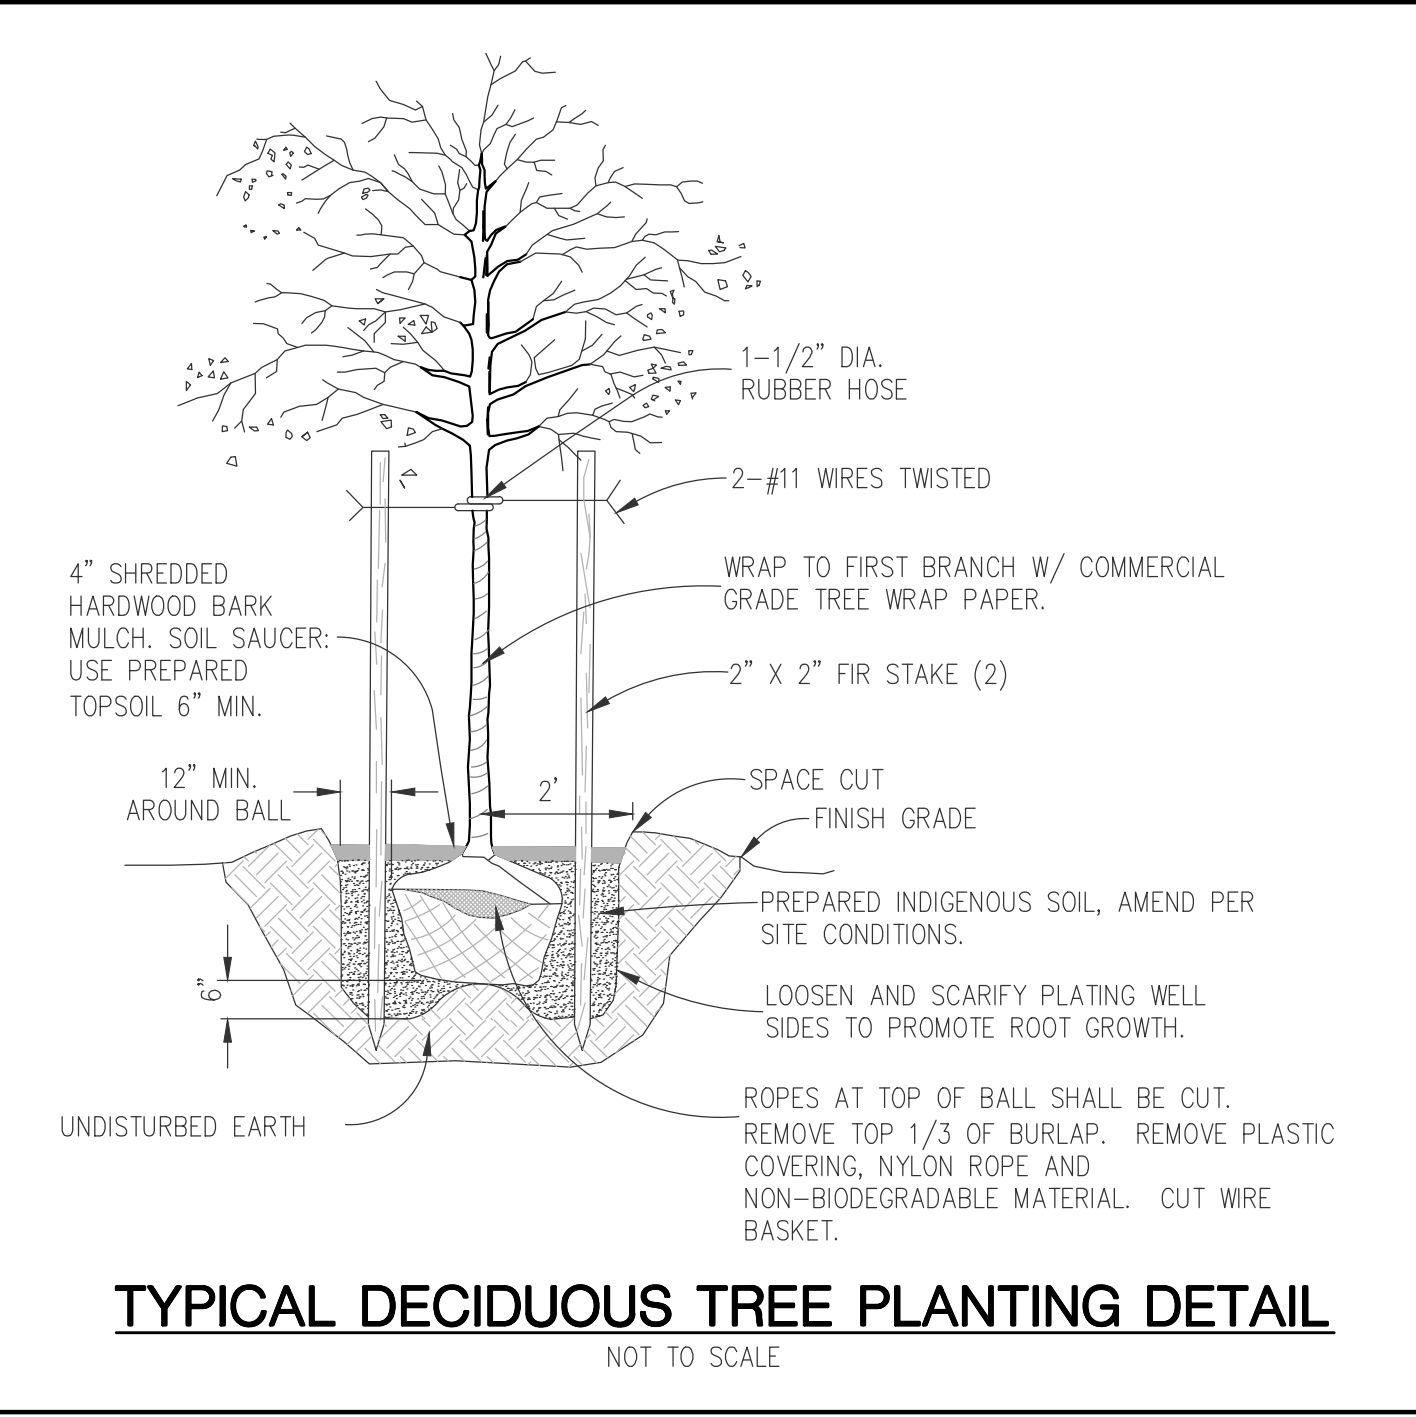 1-1/2" DIA.
RUBBER HOSE
2-#11 WIRES TWISTED
4" SHREDDED
HARDWOOD BARK
MULCH. SOIL SAUCER:
USE PREPARED
TOPSOIL 6" MIN.
WRAP TO FIRST BRANCH W/ COMMERCIAL
GRADE TREE WRAP PAPER.
2" X 2" FIR STAKE (2)
12" MIN.
AROUND BALL
2'
SPACE CUT
FINISH GRADE
PREPARED INDIGENOUS SOIL, AMEND PER
SITE CONDITIONS.
6"
LOOSEN AND SCARIFY PLATING WELL
SIDES TO PROMOTE ROOT GROWTH.
UNDISTURBED EARTH
ROPES AT TOP OF BALL SHALL BE CUT.
REMOVE TOP 1/3 OF BURLAP. REMOVE PLASTIC
COVERING, NYLON ROPE AND
NON-BIODEGRADABLE MATERIAL. CUT WIRE
BASKET.
TYPICAL DECIDUOUS TREE PLANTING DETAIL
NOT TO SCALE